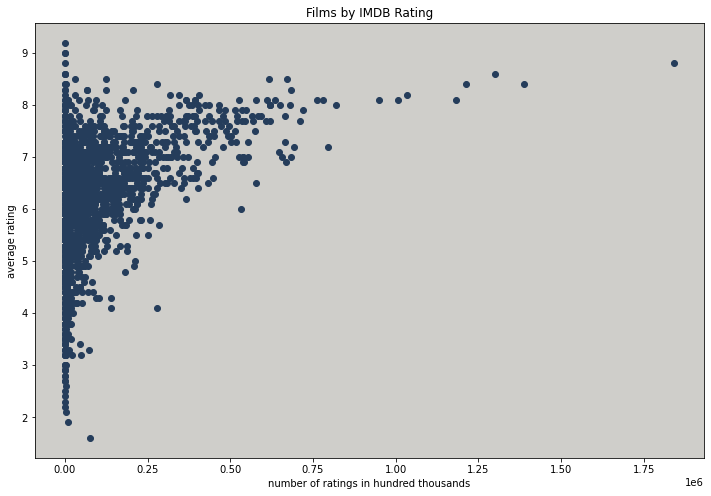 Films by IMDB Rating
average rating
9
8
7
6
5
4
3
2
0.00 0.25 0.50 0.75 1.00 1.25 1.50 1.75
1e6
number of ratings in hundred thousands